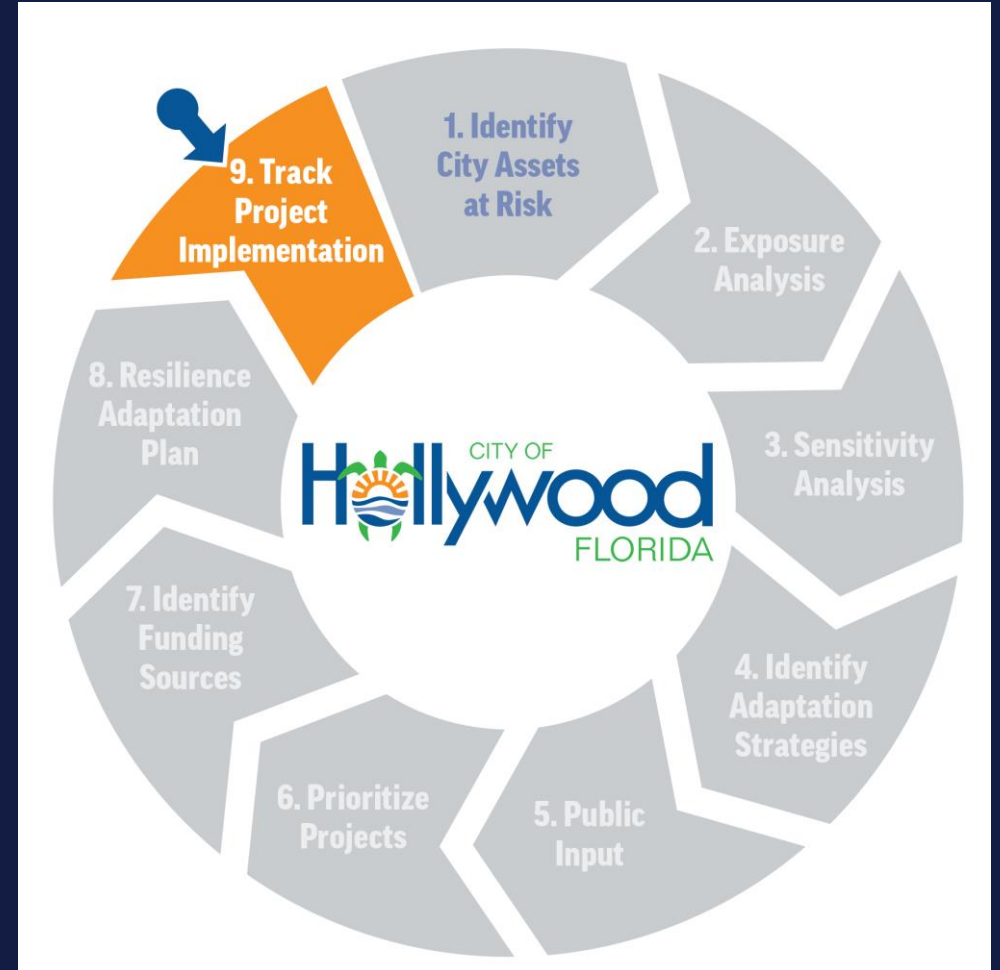 1. Identify
City Assets
at Risk
2. Exposure
Analysis
3. Sensitivity
Analysis
4. Identify
Adaptation
Strategies
5. Public
Input
6. Prioritize
Projects
7. Identify
Funding
Sources
8. Resilience
Adaptation
Plan
9. Track
Project
Implementation
CITY OF
Hollywood
FLORIDA